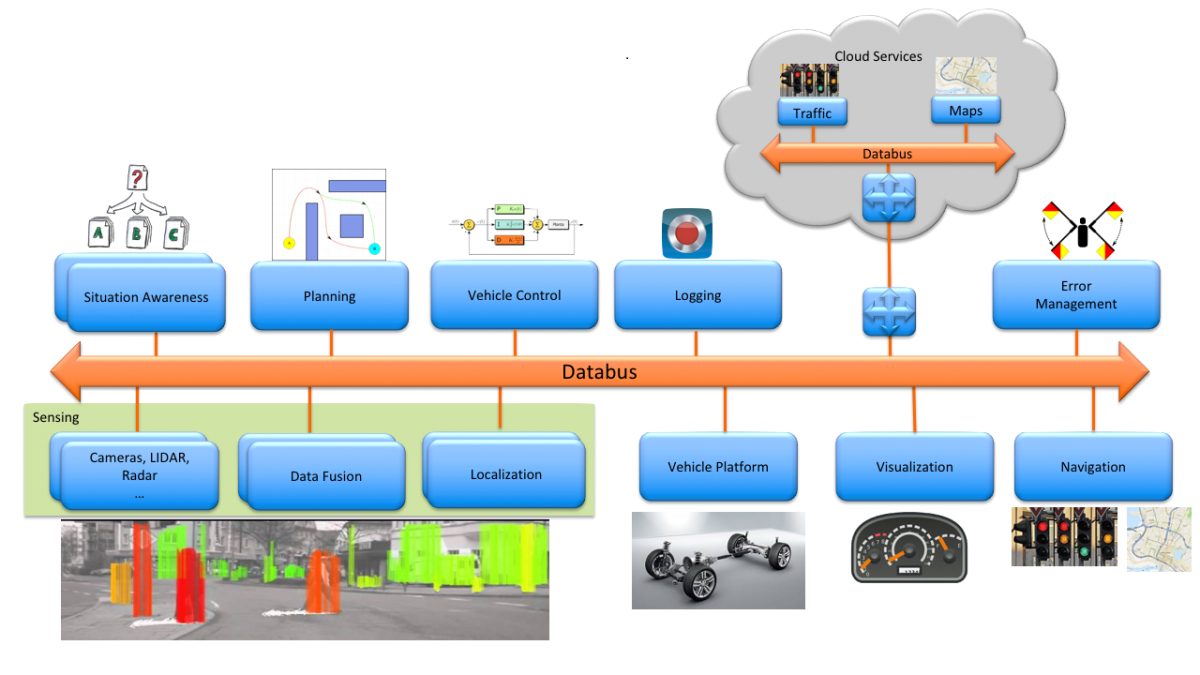 Cloud Services
Traffic
Maps
Databus
?
A
B
C
P
I
D
Situation Awareness
Planning
Vehicle Control
Logging
Error
Management
Databus
Sensing
Cameras, LIDAR,
Radar
...
Data Fusion
Localization
Vehicle Platform
Visualization
Navigation